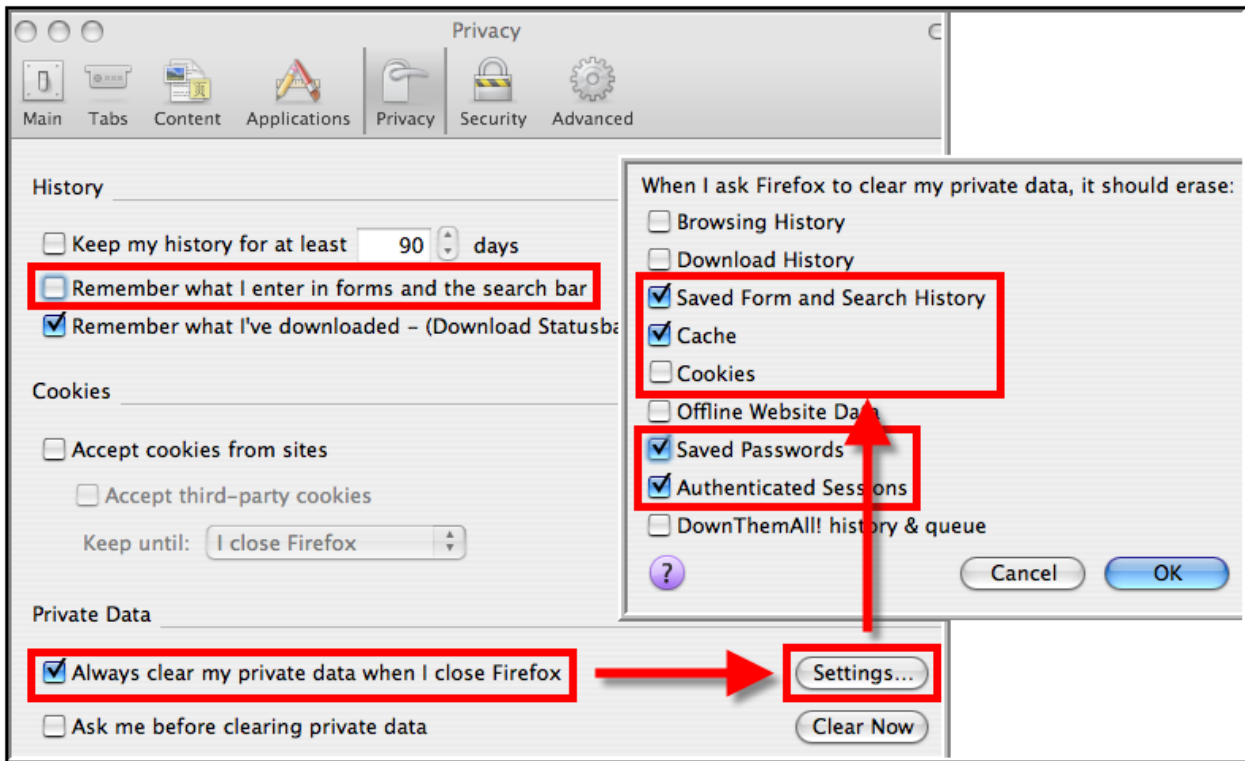 Privacy
Main Tabs Content Applications Privacy Security Advanced
History
Keep my history for at least 90 days
Remember what I enter in forms and the search bar
Remember what I've downloaded – (Download Statusba
Cookies
Accept cookies from sites
Accept third-party cookies
Keep until: I close Firefox
Private Data
Always clear my private data when I close Firefox Settings...
Ask me before clearing private data Clear Now
When I ask Firefox to clear my private data, it should erase:
Browsing History
Download History
Saved Form and Search History
Cache
Cookies
Offline Website Data
Saved Passwords
Authenticated Sessions
DownThemAll! history & queue
? Cancel OK